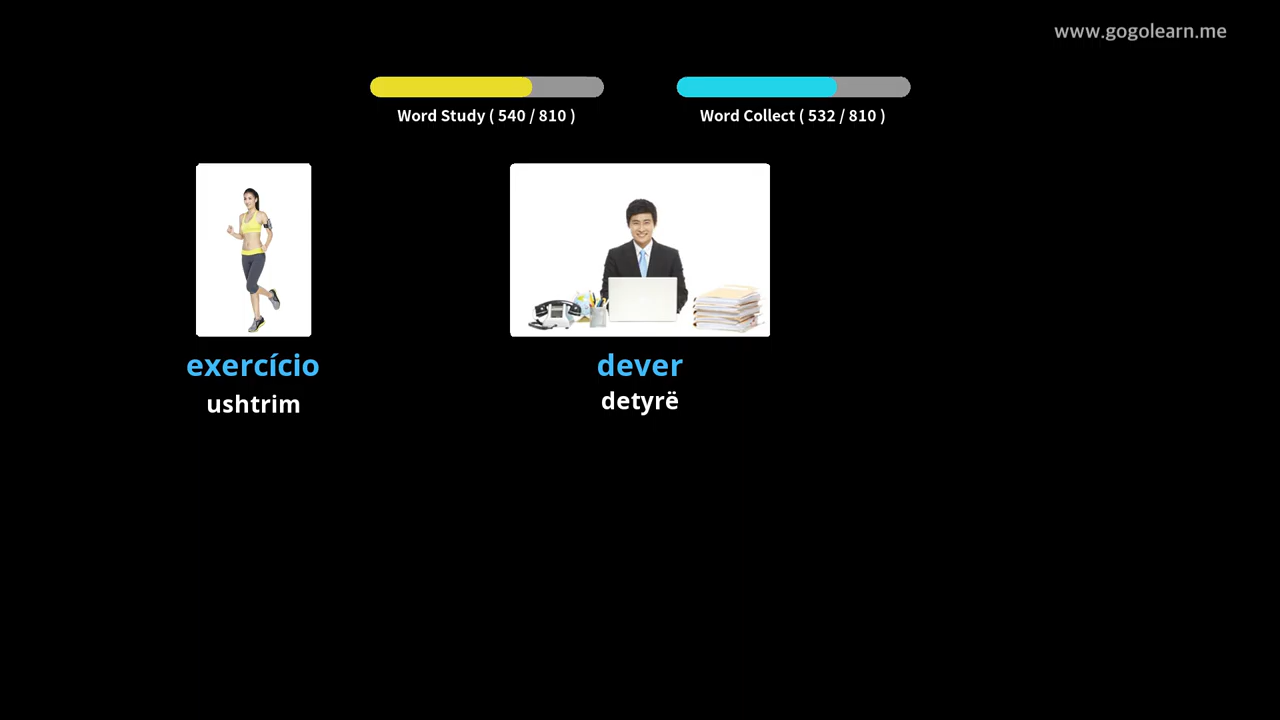 www.gogolearn.me
Word Study ( 540 / 810 )
Word Collect ( 532 / 810 )
exercício
ushtrim
dever
detyrë